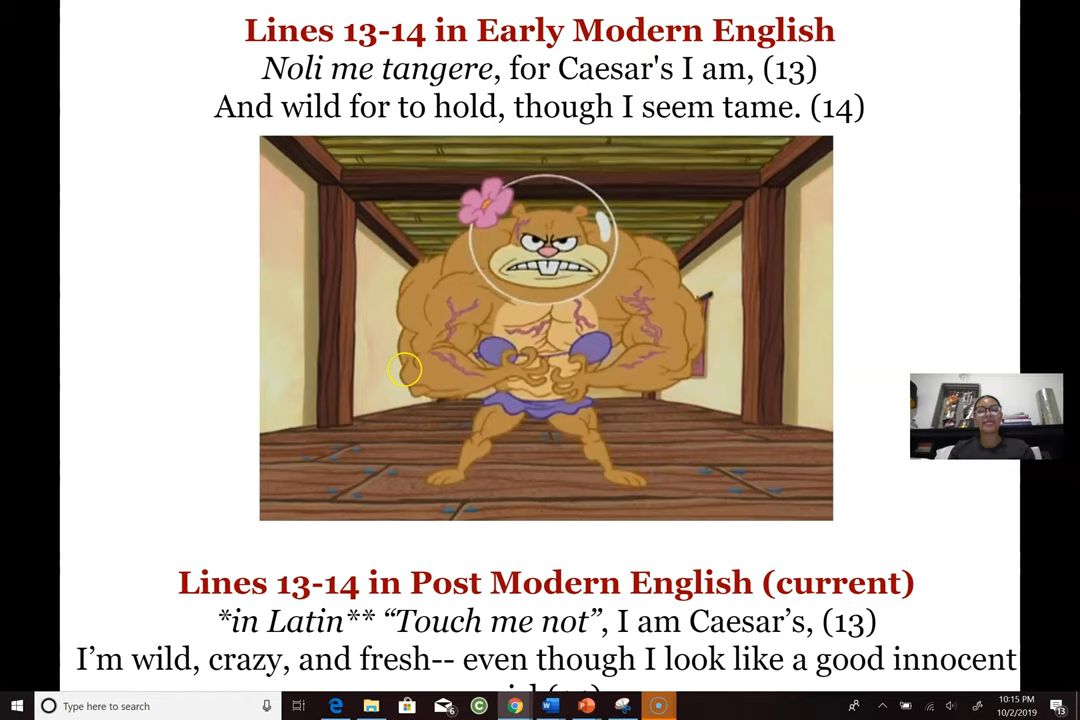 Lines 13-14 in Early Modern English
Noli me tangere, for Caesar's I am, (13)
And wild for to hold, though I seem tame. (14)
Lines 13-14 in Post Modern English (current)
*in Latin** “Touch me not”, I am Caesar’s, (13)
I’m wild, crazy, and fresh-- even though I look like a good innocent
Type here to search
6
10:15 PM
10/2/2019
13